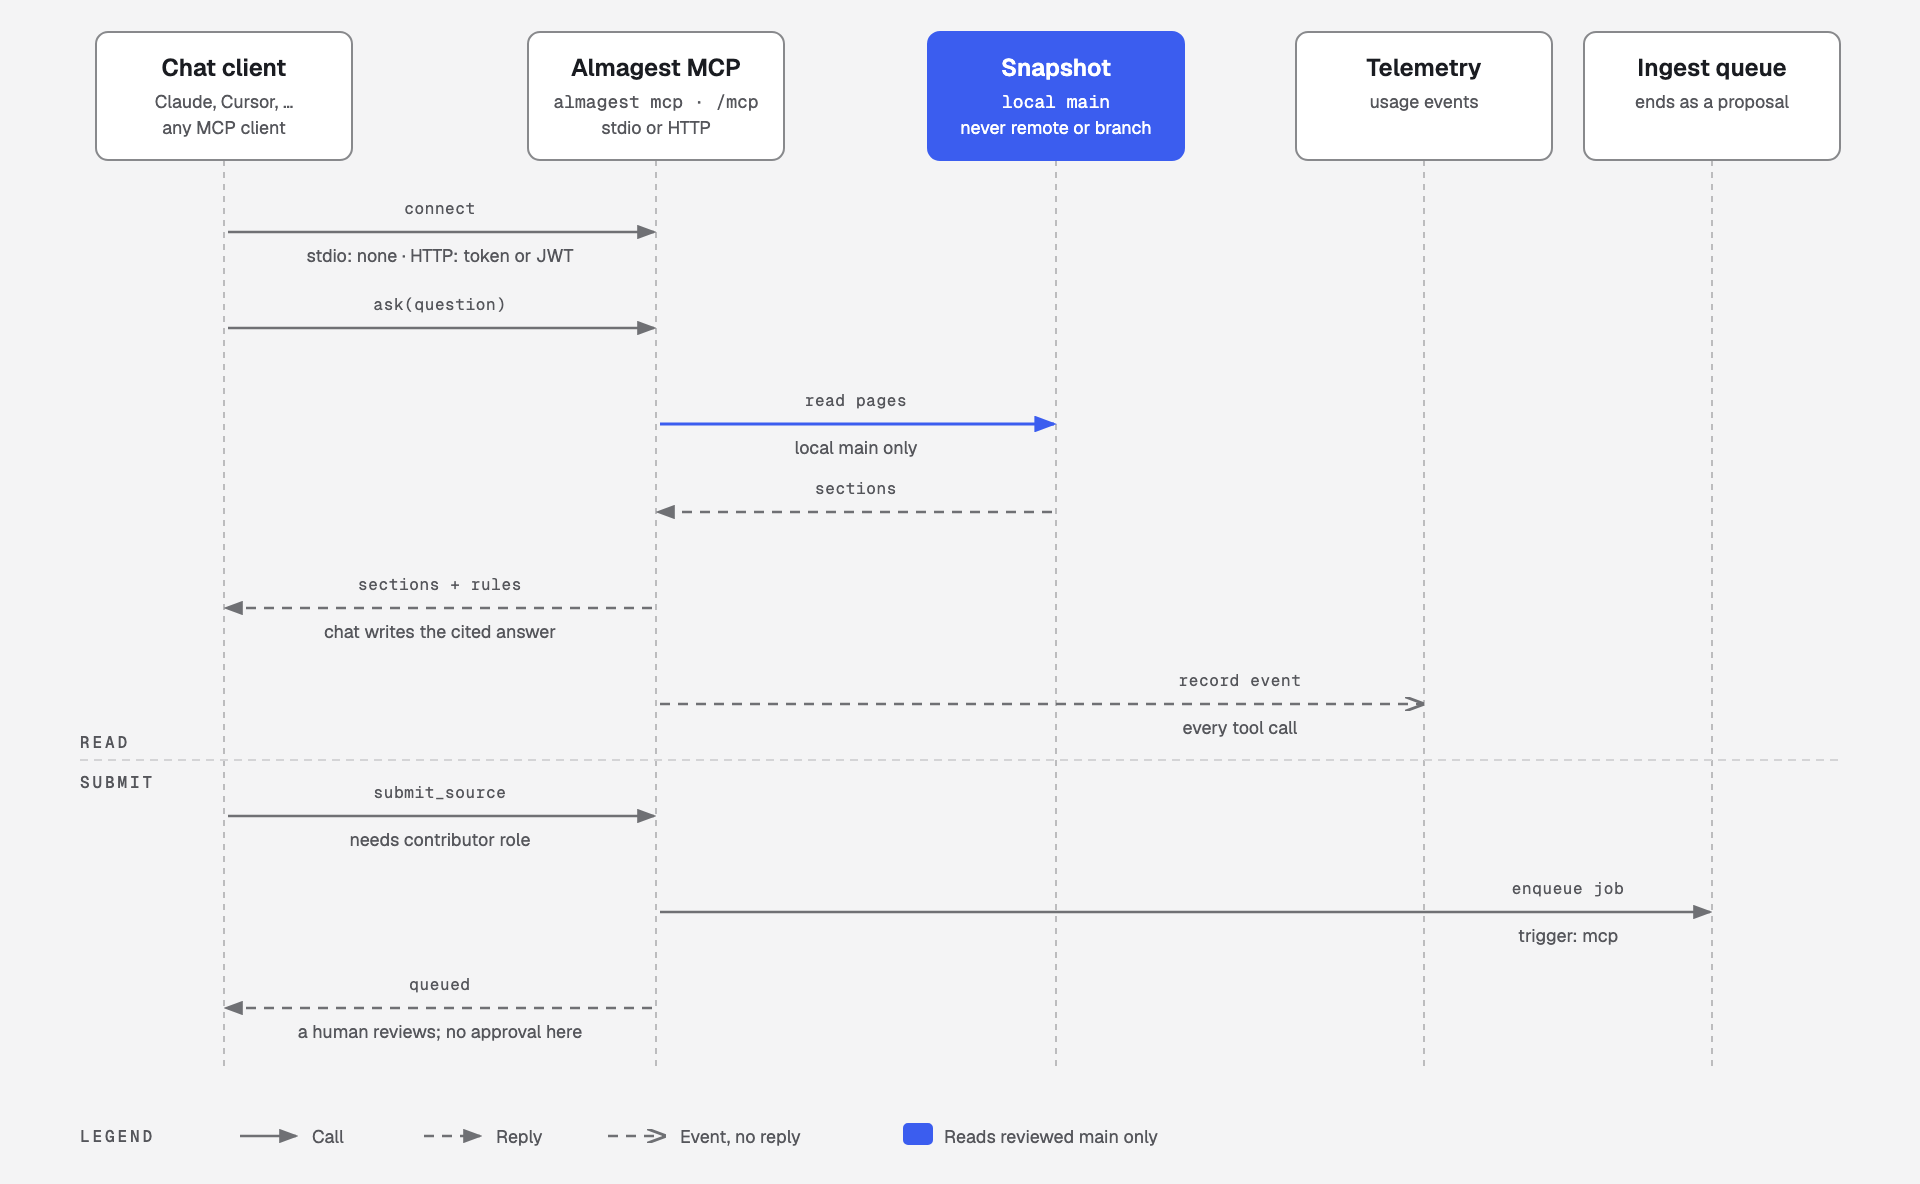 Chat client
Claude, Cursor, …
any MCP client
Almagest MCP
almagest mcp · /mcp
stdio or HTTP
Snapshot
local main
never remote or branch
Telemetry
usage events
Ingest queue
ends as a proposal
connect
stdio: none · HTTP: token or JWT
ask(question)
read pages
local main only
sections
sections + rules
chat writes the cited answer
record event
every tool call
READ
SUBMIT
submit_source
needs contributor role
enqueue job
trigger: mcp
queued
a human reviews; no approval here
LEGEND
Call
Reply
Event, no reply
Reads reviewed main only